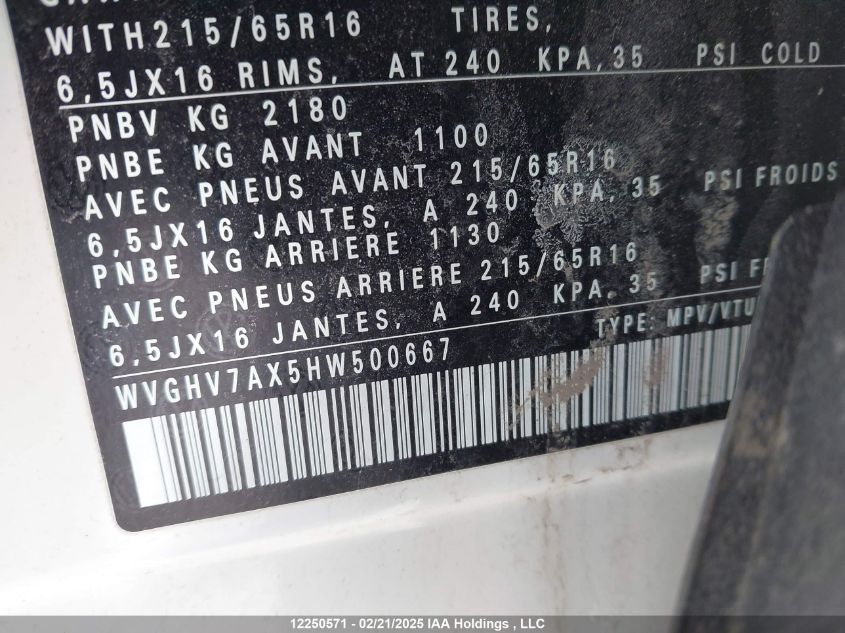 WITH215/65R16 TIRES,
6,5JX16 RIMS, AT 240 KPA,35 PSI COLD
PNBV KG 2180
PNBE KG AVANT 1100
AVEC PNEUS AVANT 215/65R16
6,5JX16 JANTES, A 240 KPA,35 PSI FROIDS
PNBE KG ARRIERE 1130
AVEC PNEUS ARRIERE 215/65R16
6,5JX16 JANTES, A 240 KPA,35 PSI
WVGHV7AX5HW500667 TYPE: MPV/VTU
12250571 - 02/21/2025 IAA Holdings , LLC